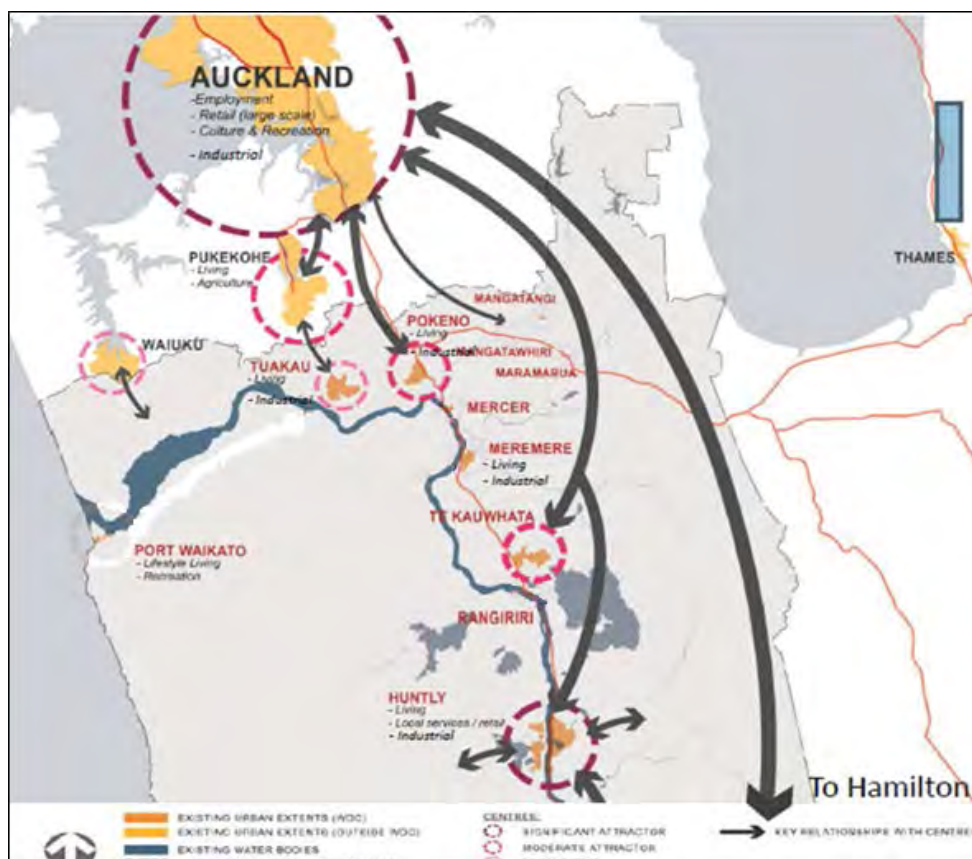 AUCKLAND
-Employment
- Retail (large scale)
- Culture & Recreation
- Industrial
THAMES
PUKEKOHE
- Living
- Agriculture
MANGATANGI
POKENO
- Living
- Industrial
MANGATAWHIRI
MARAMARUA
WAIUKU
TUAKAU
- Living
- Industrial
MERCER
MEREMERE
- Living
- Industrial
TE KAUWHATA
PORT WAIKATO
- Lifestyle Living
- Recreation
RANGIRIRI
HUNTLY
- Living
- Local services / retail
- Industrial
To Hamilton
EXISTING URBAN EXTENTS (WDC)
EXISTING URBAN EXTENTS (OUTSIDE WDC)
EXISTING WATER BODIES
CENTRES:
SIGNIFICANT ATTRACTOR
MODERATE ATTRACTOR
KEY RELATIONSHIPS WITH CENTRE